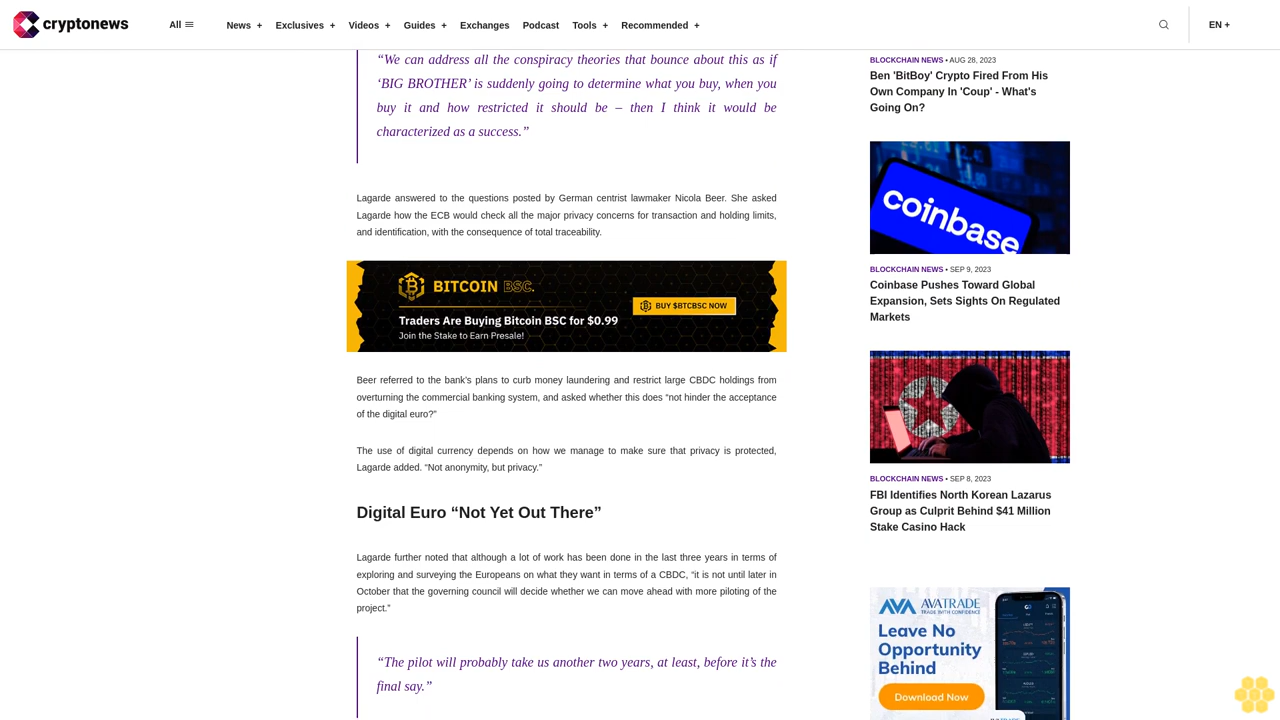 cryptonews
All
News +
Exclusives +
Videos +
Guides +
Exchanges
Podcast
Tools +
Recommended +
EN +
“We can address all the conspiracy theories that bounce about this as if
‘BIG BROTHER’ is suddenly going to determine what you buy, when you
buy it and how restricted it should be – then I think it would be
characterized as a success.”
Lagarde answered to the questions posted by German centrist lawmaker Nicola Beer. She asked
Lagarde how the ECB would check all the major privacy concerns for transaction and holding limits,
and identification, with the consequence of total traceability.
BITCOIN BSC.
Traders Are Buying Bitcoin BSC for $0.99
Join the Stake to Earn Presale!
BUY $BTCBSC NOW
Beer referred to the bank’s plans to curb money laundering and restrict large CBDC holdings from
overturning the commercial banking system, and asked whether this does “not hinder the acceptance
of the digital euro?”
The use of digital currency depends on how we manage to make sure that privacy is protected,
Lagarde added. “Not anonymity, but privacy.”
Digital Euro “Not Yet Out There”
Lagarde further noted that although a lot of work has been done in the last three years in terms of
exploring and surveying the Europeans on what they want in terms of a CBDC, “it is not until later in
October that the governing council will decide whether we can move ahead with more piloting of the
project.”
“The pilot will probably take us another two years, at least, before it’s the
final say.”
BLOCKCHAIN NEWS • AUG 28, 2023
Ben 'BitBoy' Crypto Fired From His
Own Company In 'Coup' - What's
Going On?
coinbase
BLOCKCHAIN NEWS • SEP 9, 2023
Coinbase Pushes Toward Global
Expansion, Sets Sights On Regulated
Markets
BLOCKCHAIN NEWS • SEP 8, 2023
FBI Identifies North Korean Lazarus
Group as Culprit Behind $41 Million
Stake Casino Hack
AVATRADE
TRADE WITH CONFIDENCE
Leave No
Opportunity
Behind
Download Now